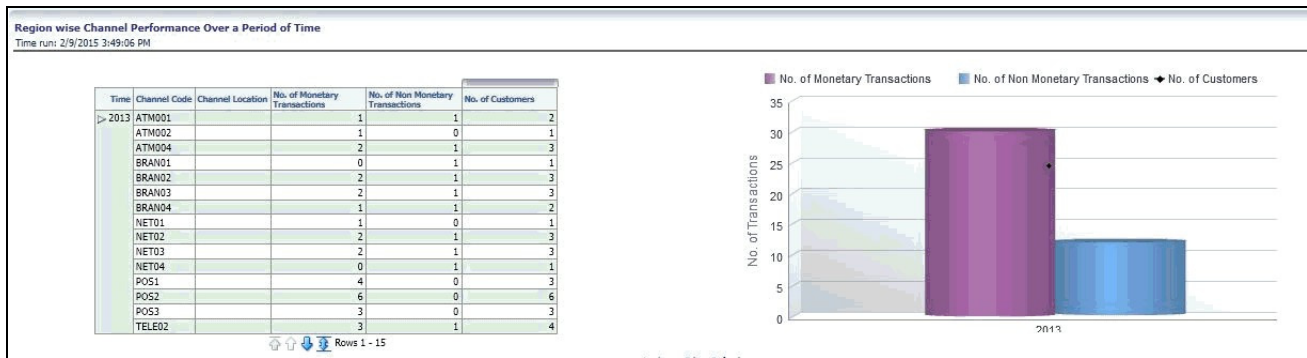 Region wise Channel Performance Over a Period of Time
Time run: 2/9/2015 3:49:06 PM
Time Channel Code Channel Location No. of Monetary Transactions No. of Non Monetary Transactions No. of Customers
2013 ATM001 1 1 2
ATM002 1 0 1
ATM004 2 1 3
BRAN01 0 1 1
BRAN02 2 1 3
BRAN03 2 1 3
BRAN04 1 1 2
NET01 1 0 1
NET02 2 1 3
NET03 2 1 3
NET04 0 1 1
POS1 4 0 3
POS2 6 0 6
POS3 3 0 3
TELE02 3 1 4
Rows 1 - 15
No. of Monetary Transactions No. of Non Monetary Transactions No. of Customers
No. of Transactions
35
30
25
20
15
10
5
0
2013